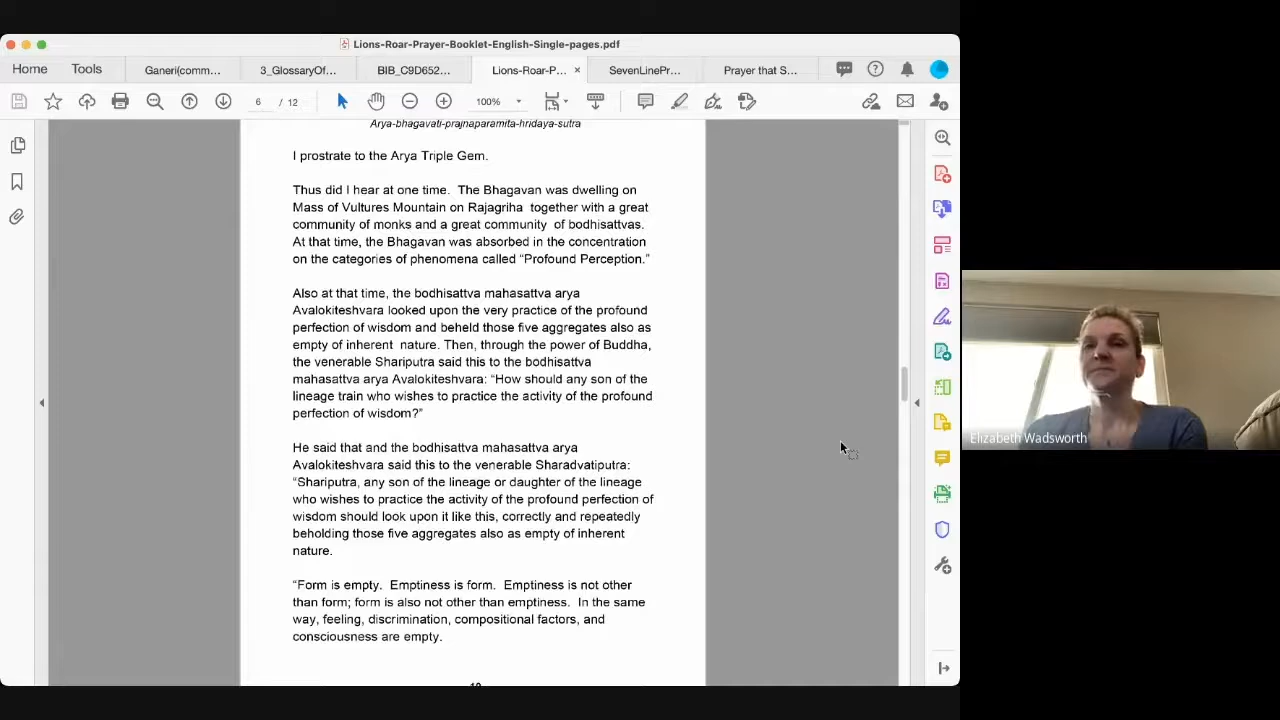 Lions-Roar-Prayer-Booklet-English-Single-pages.pdf
Home
Tools
Ganeri(comm...
3_GlossaryOf...
BIB_C9D652...
Lions-Roar-P...
SevenLinePr...
Prayer that S...
6 / 12
100%
Arya-bhagavati-prajnaparamita-hridaya-sutra
I prostrate to the Arya Triple Gem.
Thus did I hear at one time. The Bhagavan was dwelling on
Mass of Vultures Mountain on Rajagriha together with a great
community of monks and a great community of bodhisattvas.
At that time, the Bhagavan was absorbed in the concentration
on the categories of phenomena called “Profound Perception.”
Also at that time, the bodhisattva mahasattva arya
Avalokiteshvara looked upon the very practice of the profound
perfection of wisdom and beheld those five aggregates also as
empty of inherent nature. Then, through the power of Buddha,
the venerable Shariputra said this to the bodhisattva
mahasattva arya Avalokiteshvara: “How should any son of the
lineage train who wishes to practice the activity of the profound
perfection of wisdom?”
He said that and the bodhisattva mahasattva arya
Avalokiteshvara said this to the venerable Sharadvatiputra:
“Shariputra, any son of the lineage or daughter of the lineage
who wishes to practice the activity of the profound perfection of
wisdom should look upon it like this, correctly and repeatedly
beholding those five aggregates also as empty of inherent
nature.
“Form is empty. Emptiness is form. Emptiness is not other
than form; form is also not other than emptiness. In the same
way, feeling, discrimination, compositional factors, and
consciousness are empty.
Elizabeth Wadsworth